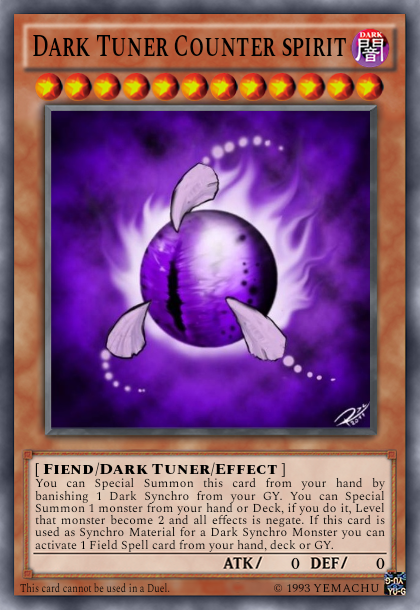 Dark Tuner Counter spirit
DARK
闇
[ Fiend/Dark Tuner/Effect ]
You can Special Summon this card from your hand by
banishing 1 Dark Synchro from your GY. You can Special
Summon 1 monster from your hand or Deck, if you do it, Level
that monster become 2 and all effects is negate. If this card is
used as Synchro Material for a Dark Synchro Monster you can
activate 1 Field Spell card from your hand, deck or GY.
ATK/ 0 DEF/ 0
This card cannot be used in a Duel. © 1993 YEMACHU